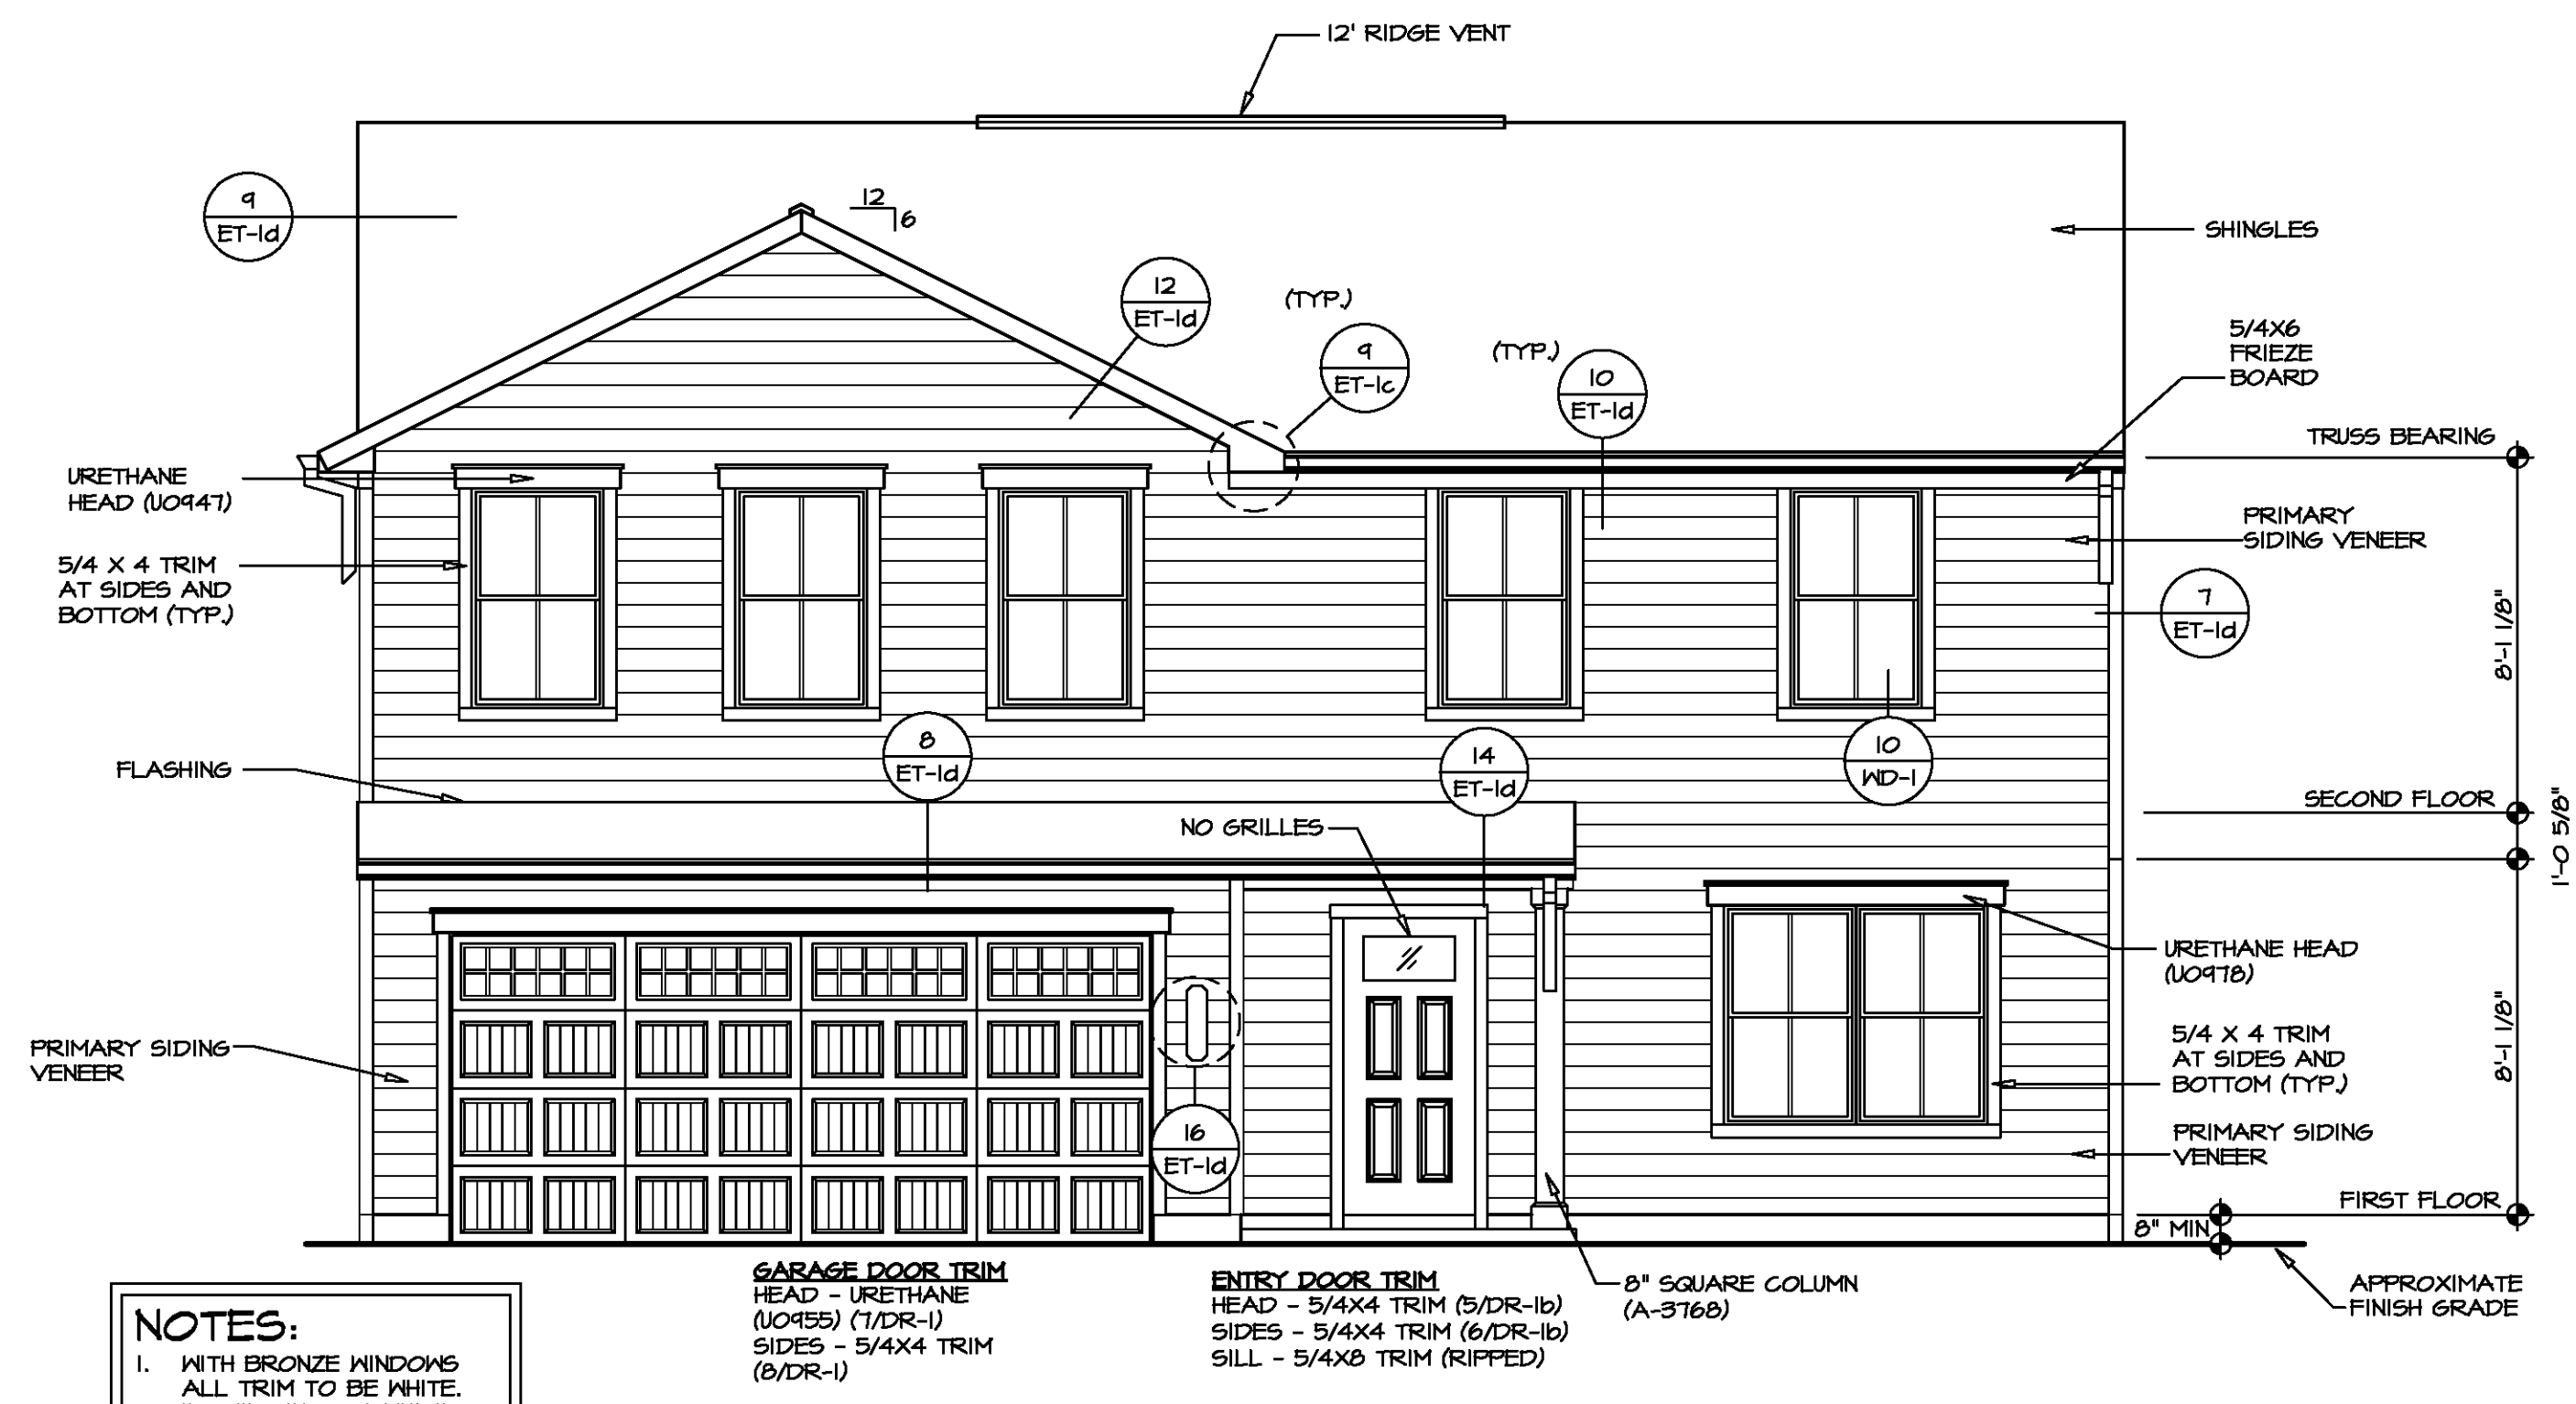 12' RIDGE VENT
9
ET-1d
12
6
SHINGLES
12
ET-1d
(TYP.)
9
ET-1c
(TYP.)
10
ET-1d
5/4X6
FRIEZE
BOARD
TRUSS BEARING
URETHANE
HEAD (U0947)
5/4 X 4 TRIM
AT SIDES AND
BOTTOM (TYP.)
PRIMARY
SIDING VENEER
7
ET-1d
8'-1 1/8"
FLASHING
8
ET-1d
14
ET-1d
10
WD-1
NO GRILLES
SECOND FLOOR
1'-0 5/8"
URETHANE HEAD
(U0978)
8'-1 1/8"
PRIMARY SIDING
VENEER
5/4 X 4 TRIM
AT SIDES AND
BOTTOM (TYP.)
16
ET-1d
PRIMARY SIDING
VENEER
FIRST FLOOR
8" MIN
GARAGE DOOR TRIM
HEAD - URETHANE
(U0955) (7/DR-1)
SIDES - 5/4X4 TRIM
(8/DR-1)
ENTRY DOOR TRIM
HEAD - 5/4X4 TRIM (5/DR-1b)
SIDES - 5/4X4 TRIM (6/DR-1b)
SILL - 5/4X8 TRIM (RIPPED)
8" SQUARE COLUMN
(A-3768)
APPROXIMATE
FINISH GRADE
NOTES:
1. WITH BRONZE WINDOWS
ALL TRIM TO BE WHITE.